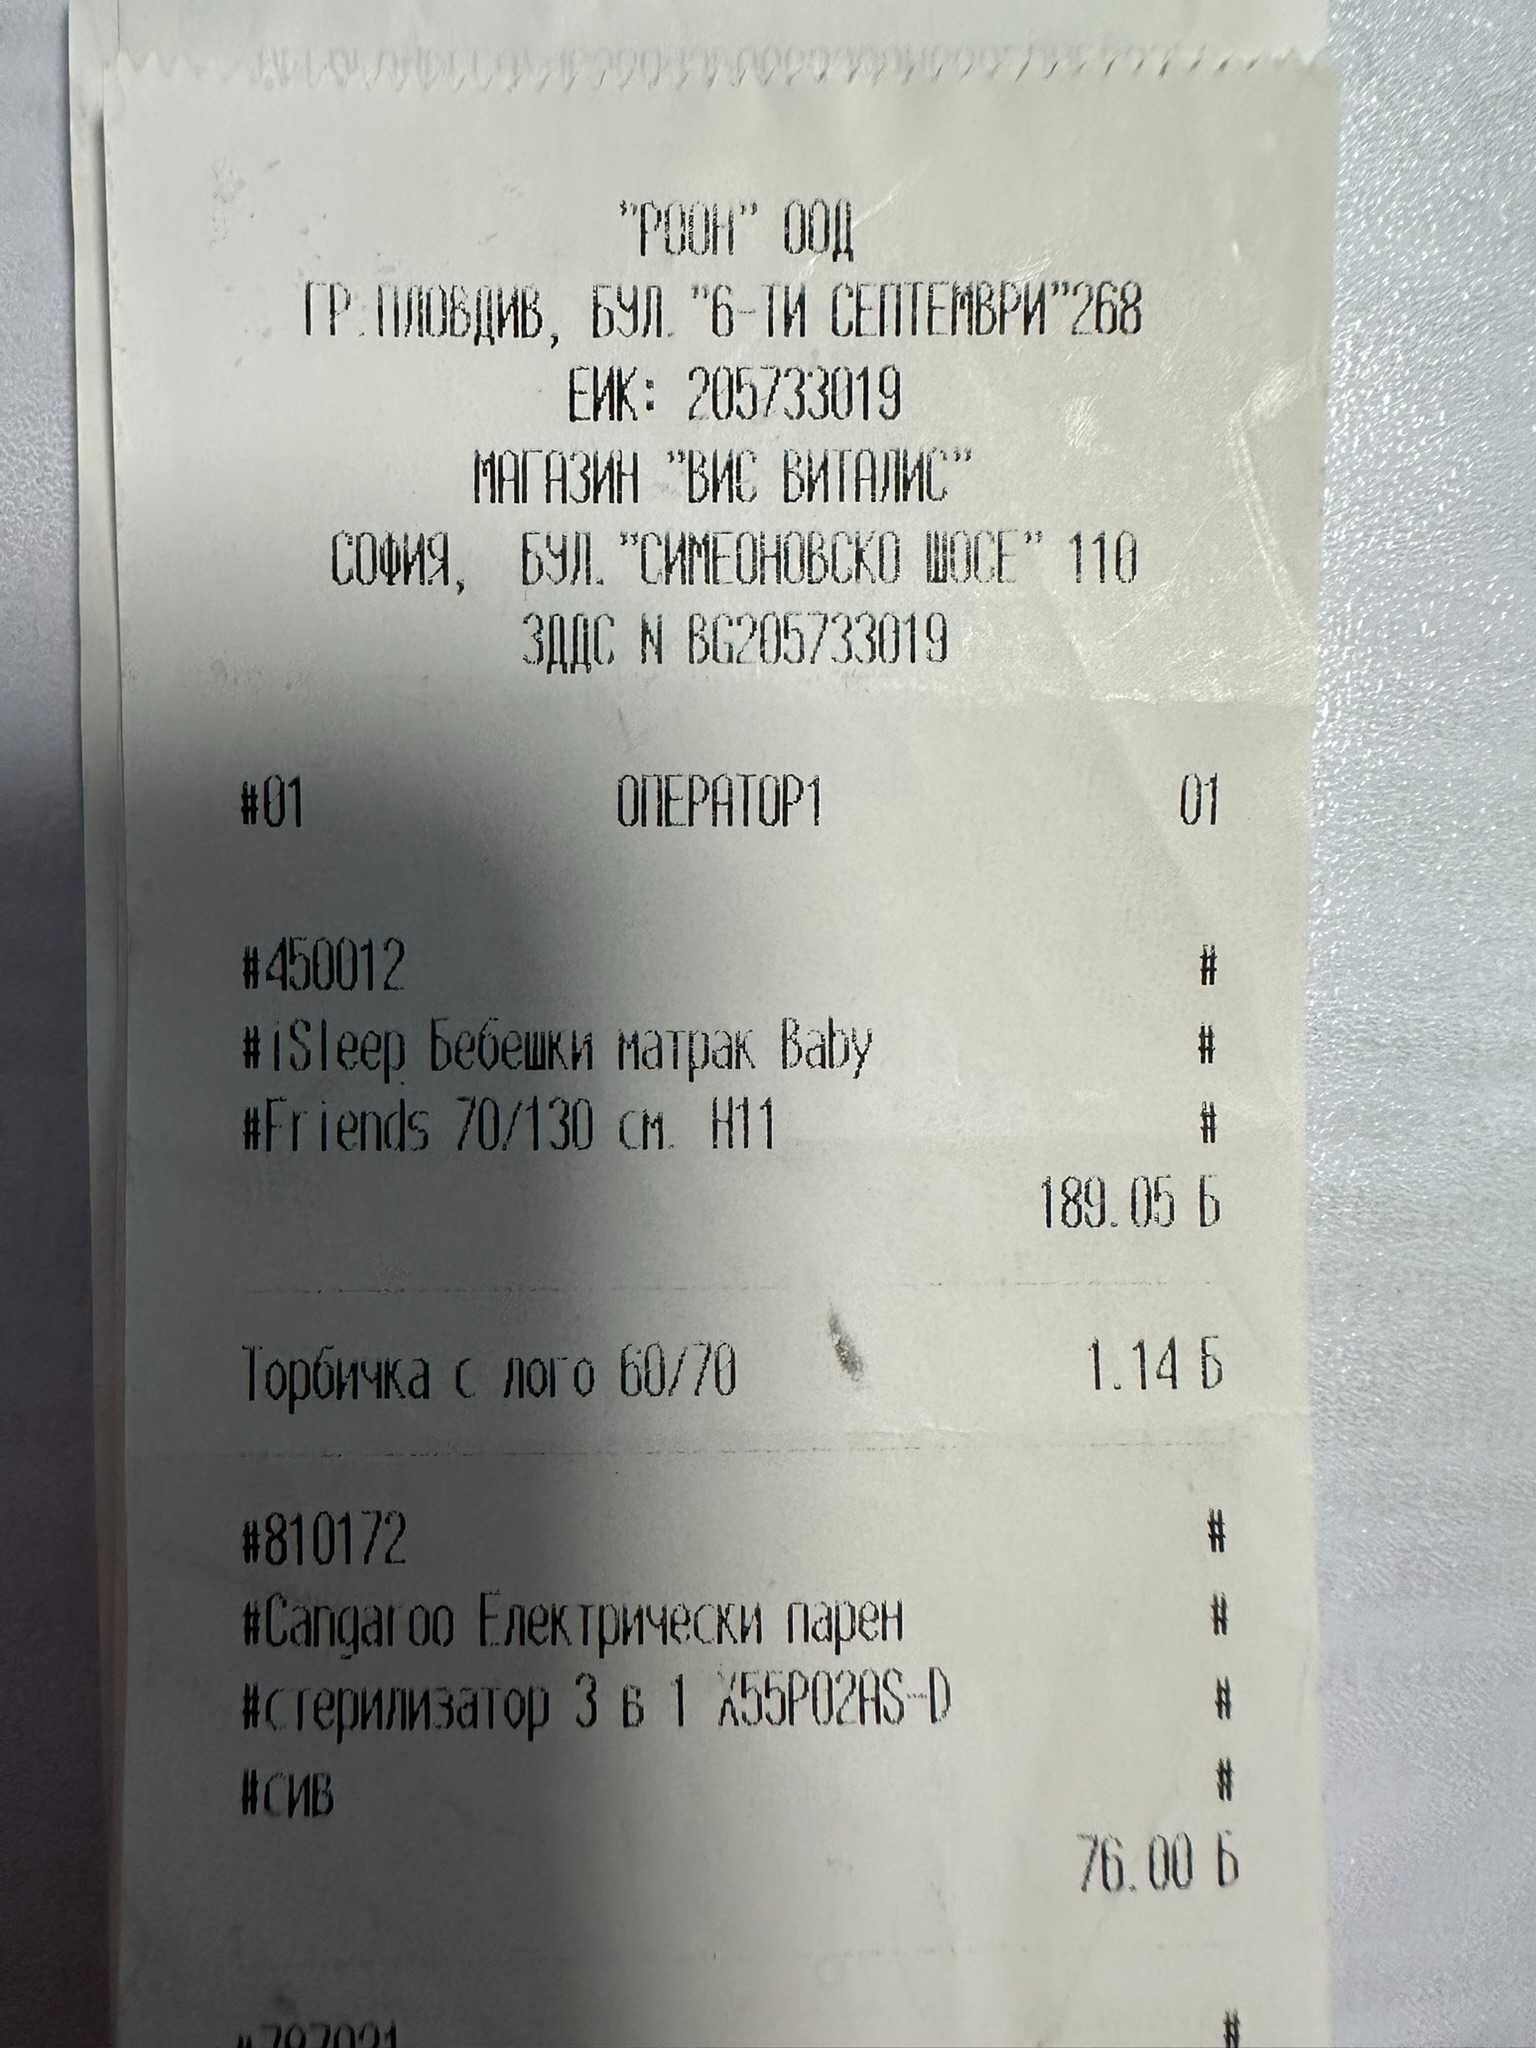 "РООН" ООД
ГР.ПЛОВДИВ, БУЛ."6-ТИ СЕПТЕМВРИ"268
ЕИК: 205733019
МАГАЗИН "ВИС ВИТАЛИС"
СОФИЯ, БУЛ."СИМЕОНОВСКО ШОСЕ" 110
ЗДДС N BG205733019
#01 ОПЕРАТОР1 01
#450012 #
#iSleep Бебешки матрак Baby #
#Friends 70/130 см. H11 #
189.05 Б
Торбичка с лого 60/70 1.14 Б
#810172 #
#Cangaroo Електрически парен #
#стерилизатор 3 в 1 X55P02AS-D #
#сив #
76.00 Б
#